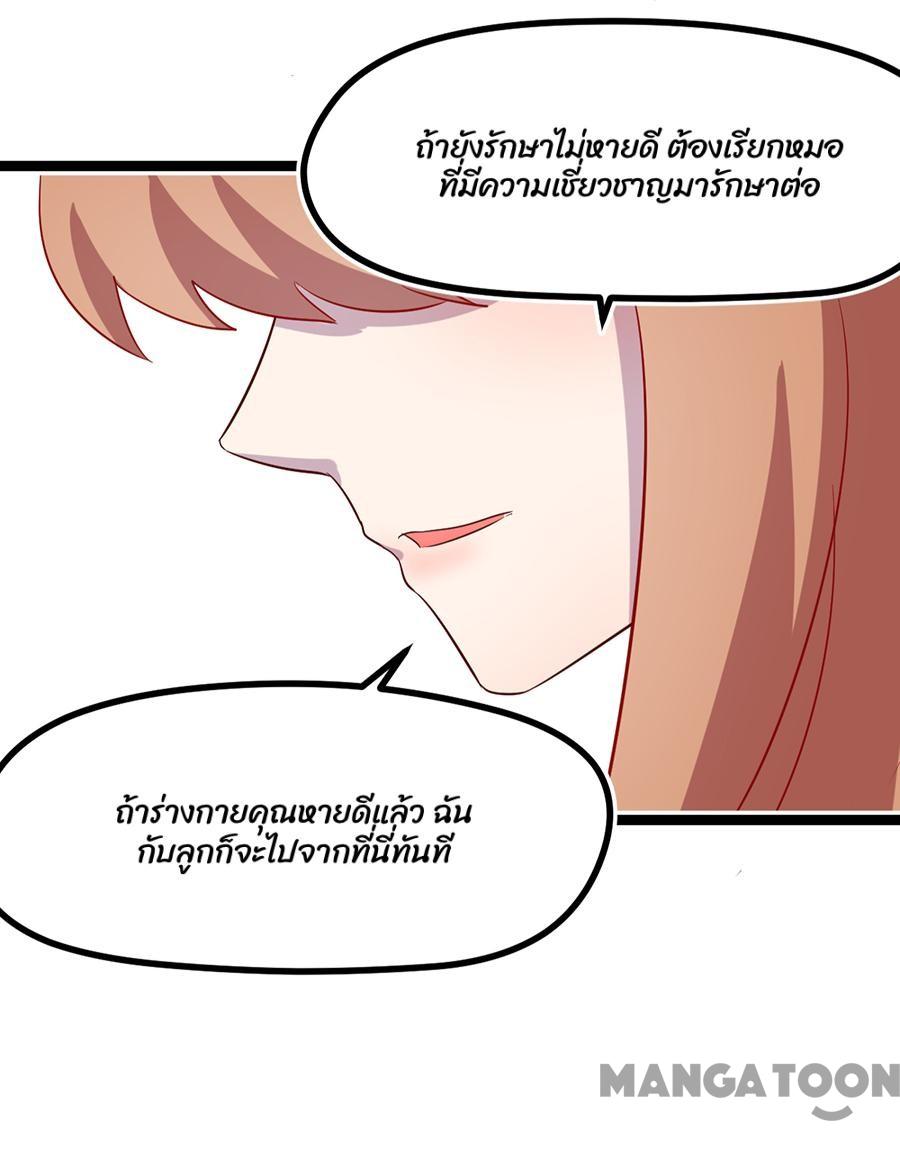 ถ้ายังรักษาไม่หายดี ต้องเรียกหมอ
ที่มีความเชี่ยวชาญมารักษาต่อ
ถ้าร่างกายคุณหายดีแล้ว ฉัน
กับลูกก็จะไปจากที่นี่ทันที
MANGATOON